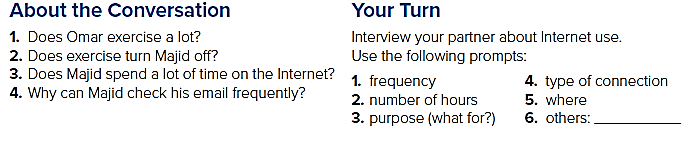 About the Conversation
1. Does Omar exercise a lot?
2. Does exercise turn Majid off?
3. Does Majid spend a lot of time on the Internet?
4. Why can Majid check his email frequently?
Your Turn
Interview your partner about Internet use.
Use the following prompts:
1. frequency
2. number of hours
3. purpose (what for?)
4. type of connection
5. where
6. others: ___________